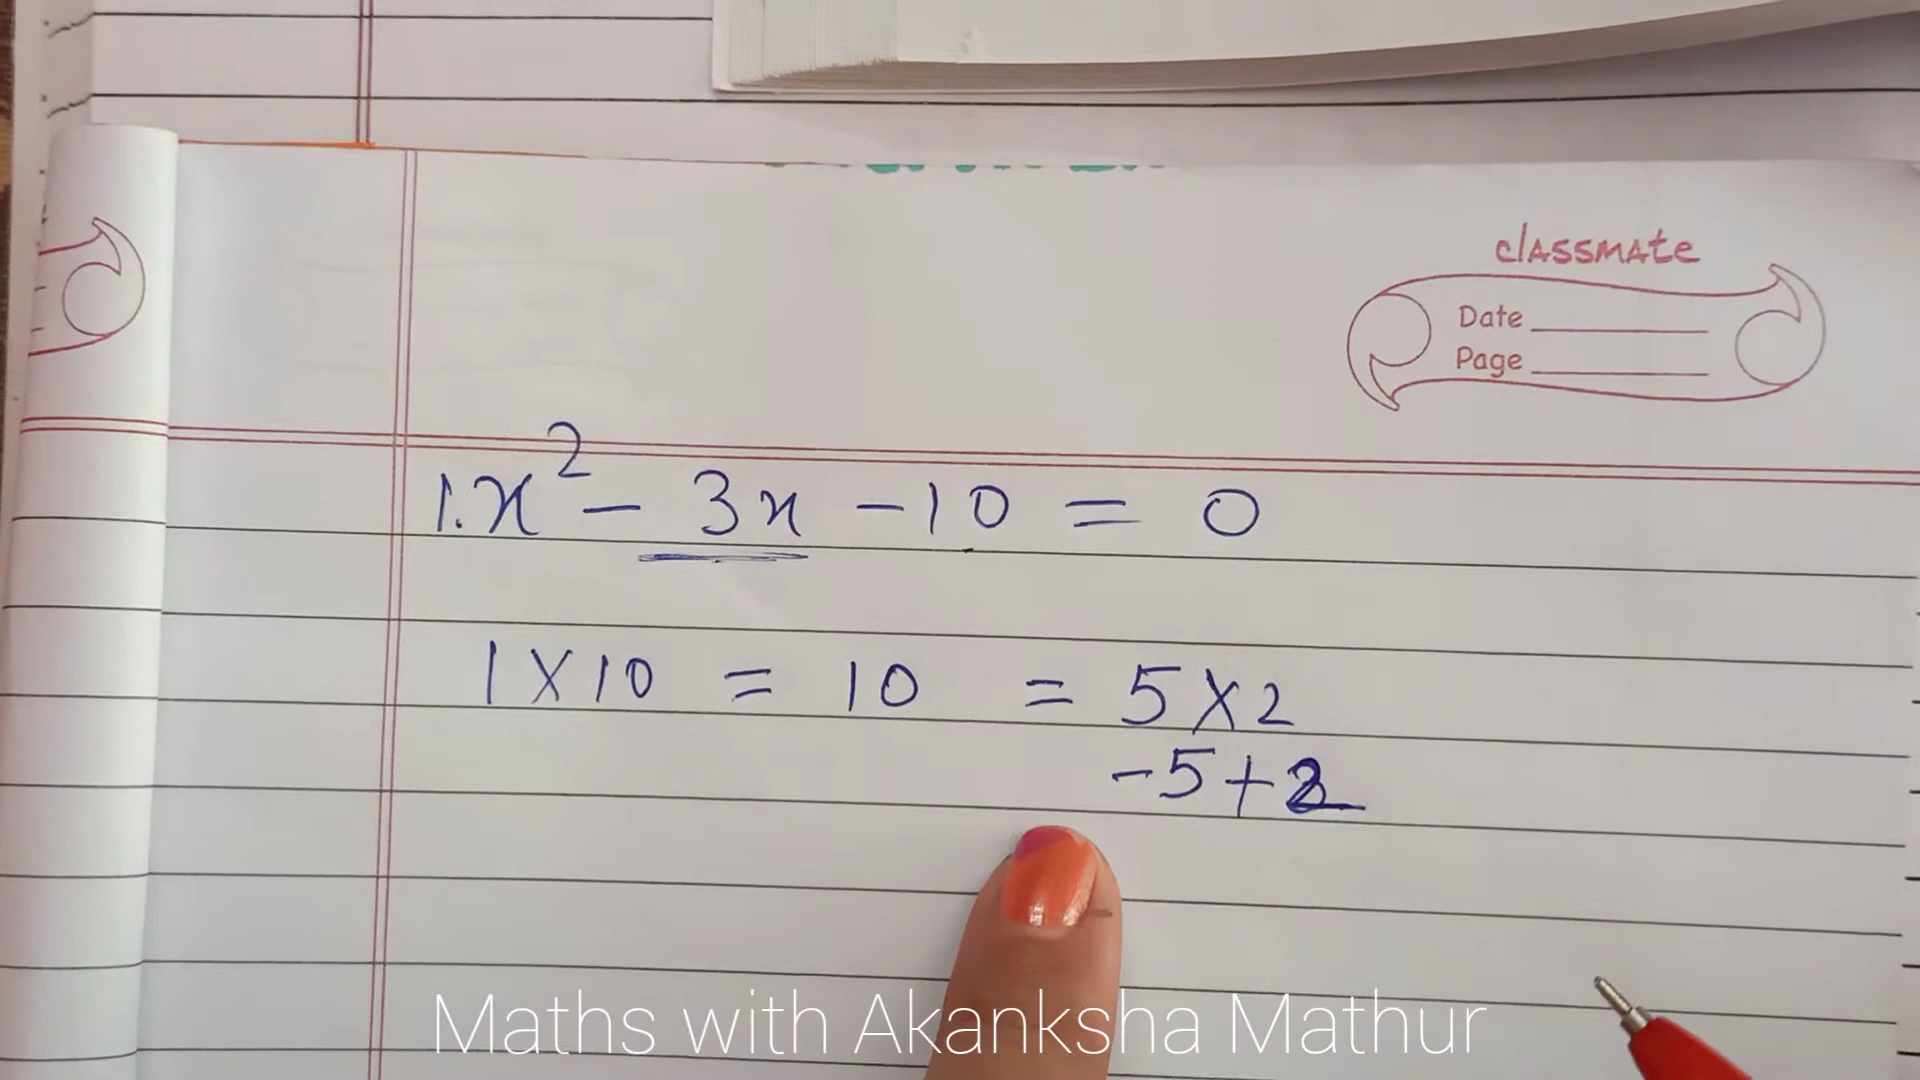 classmate
Date
Page
1.x² - 3x - 10 = 0
1 × 10 = 10 = 5 × 2
-5+2
Maths with Akanksha Mathur